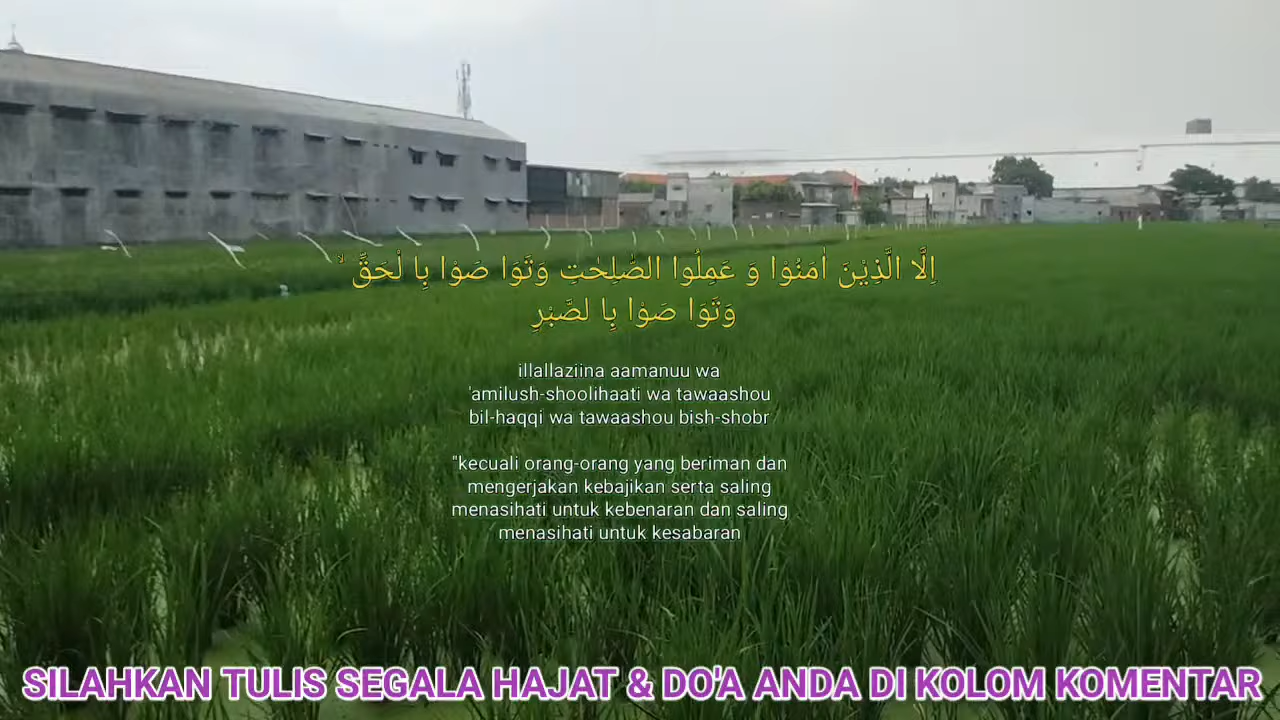 اِلَّا الَّذِيْنَ اٰمَنُوْا وَ عَمِلُوا الصّٰلِحٰتِ وَتَوَا صَوْا بِا لْحَقِّ ۙ
وَتَوَا صَوْا بِا لصَّبْرِ
illallaziina aamanuu wa
'amilush-shoolihaati wa tawaashou
bil-haqqi wa tawaashou bish-shobr
"kecuali orang-orang yang beriman dan
mengerjakan kebajikan serta saling
menasihati untuk kebenaran dan saling
menasihati untuk kesabaran
SILAHKAN TULIS SEGALA HAJAT & DO'A ANDA DI KOLOM KOMENTAR